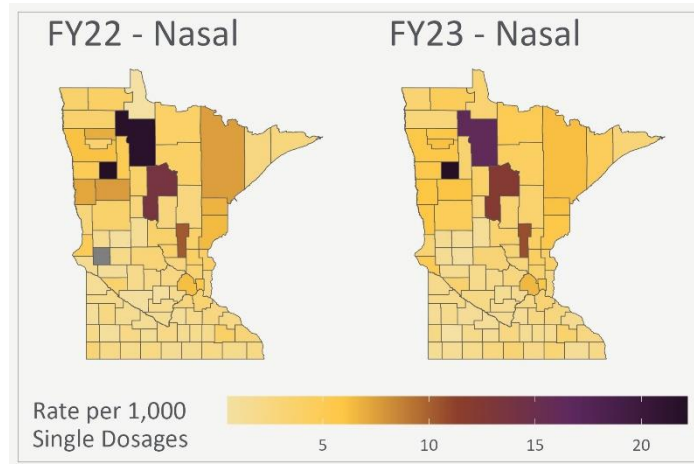 FY22 - Nasal
FY23 - Nasal
Rate per 1,000
Single Dosages
5
10
15
20